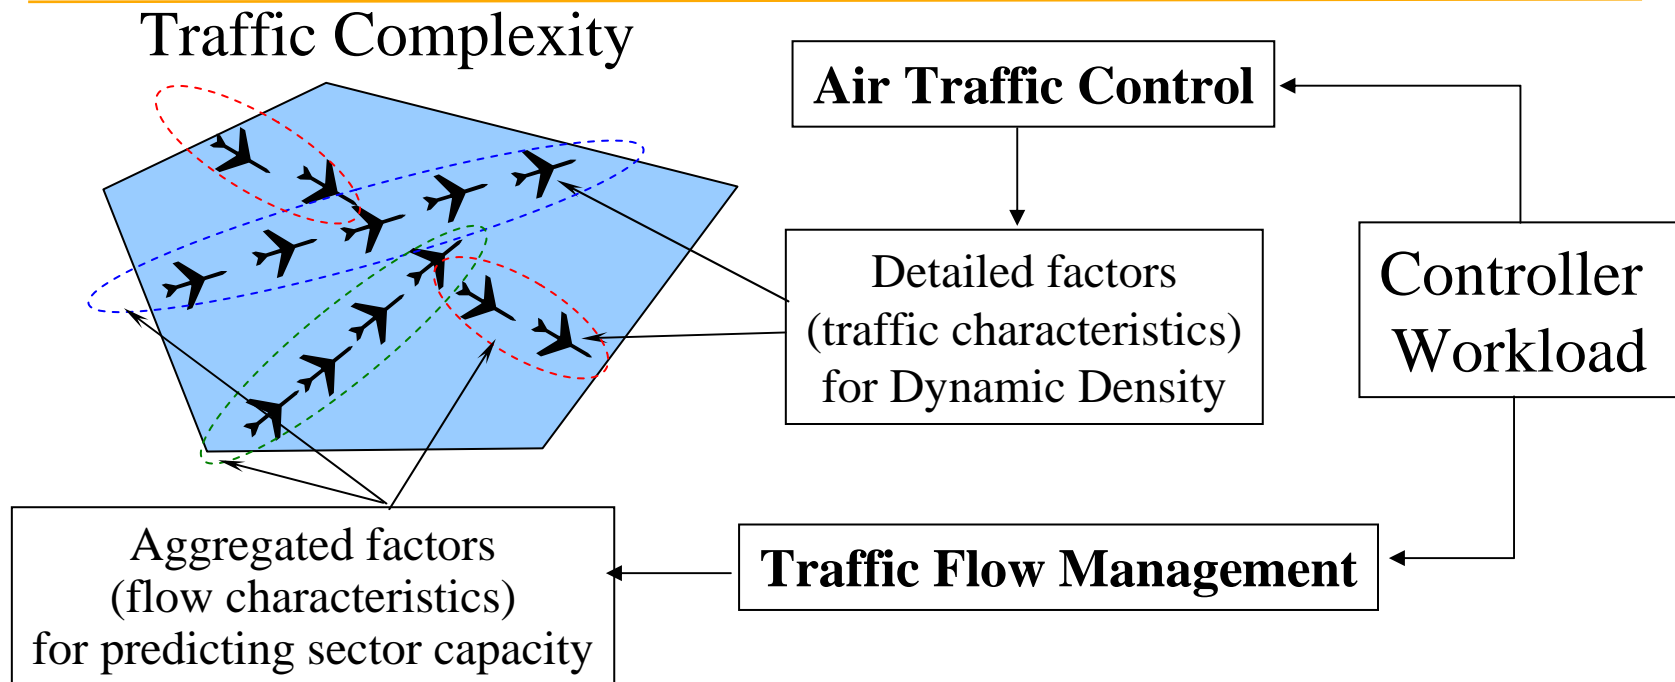 Traffic Complexity
Air Traffic Control
Detailed factors
(traffic characteristics)
for Dynamic Density
Controller
Workload
Aggregated factors
(flow characteristics)
for predicting sector capacity
Traffic Flow Management